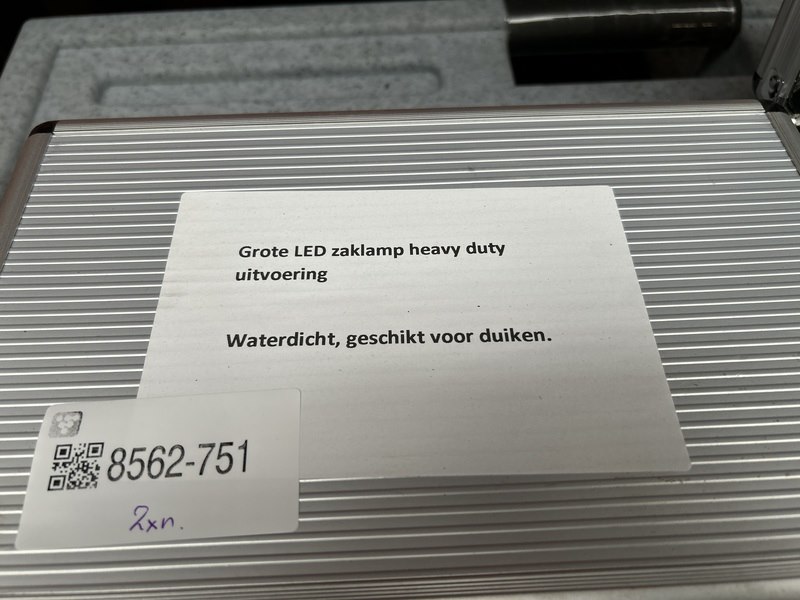 Grote LED zaklamp heavy duty
uitvoering
Waterdicht, geschikt voor duiken.
8562-751
2xn.